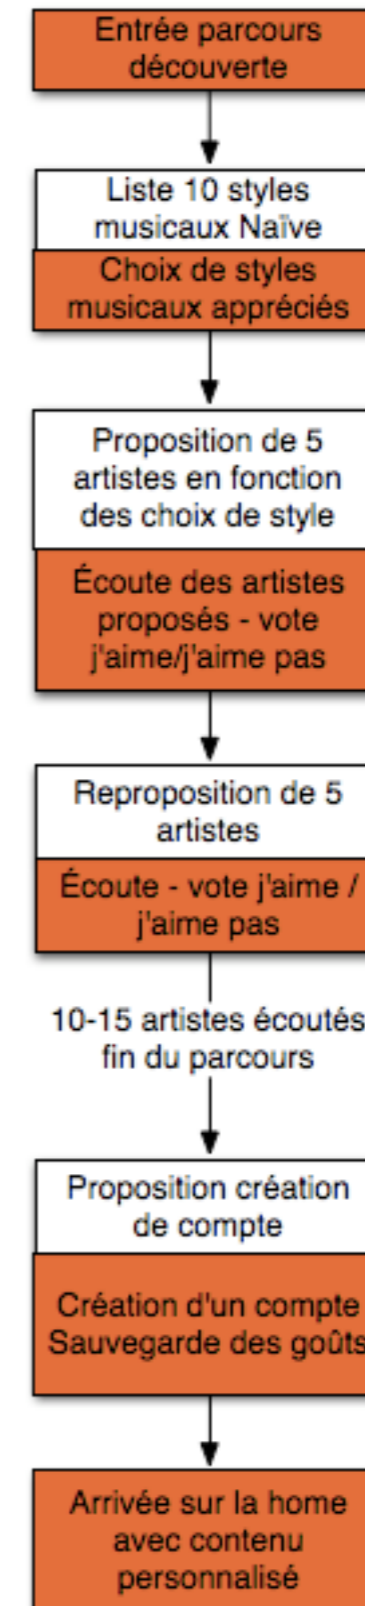 Entrée parcours
découverte
Liste 10 styles
musicaux Naïve
Choix de styles
musicaux appréciés
Proposition de 5
artistes en fonction
des choix de style
Écoute des artistes
proposés - vote
j'aime/j'aime pas
Reproposition de 5
artistes
Écoute - vote j'aime /
j'aime pas
10-15 artistes écoutés
fin du parcours
Proposition création
de compte
Création d'un compte
Sauvegarde des goûts
Arrivée sur la home
avec contenu
personnalisé